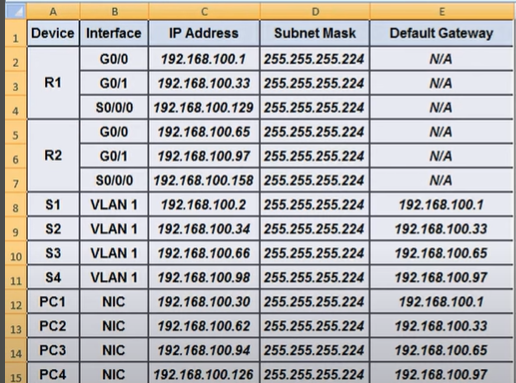 A B C D E
1 Device Interface IP Address Subnet Mask Default Gateway
2 G0/0 192.168.100.1 255.255.255.224 N/A
3 R1 G0/1 192.168.100.33 255.255.255.224 N/A
4 S0/0/0 192.168.100.129 255.255.255.224 N/A
5 G0/0 192.168.100.65 255.255.255.224 N/A
6 R2 G0/1 192.168.100.97 255.255.255.224 N/A
7 S0/0/0 192.168.100.158 255.255.255.224 N/A
8 S1 VLAN 1 192.168.100.2 255.255.255.224 192.168.100.1
9 S2 VLAN 1 192.168.100.34 255.255.255.224 192.168.100.33
10 S3 VLAN 1 192.168.100.66 255.255.255.224 192.168.100.65
11 S4 VLAN 1 192.168.100.98 255.255.255.224 192.168.100.97
12 PC1 NIC 192.168.100.30 255.255.255.224 192.168.100.1
13 PC2 NIC 192.168.100.62 255.255.255.224 192.168.100.33
14 PC3 NIC 192.168.100.94 255.255.255.224 192.168.100.65
15 PC4 NIC 192.168.100.126 255.255.255.224 192.168.100.97